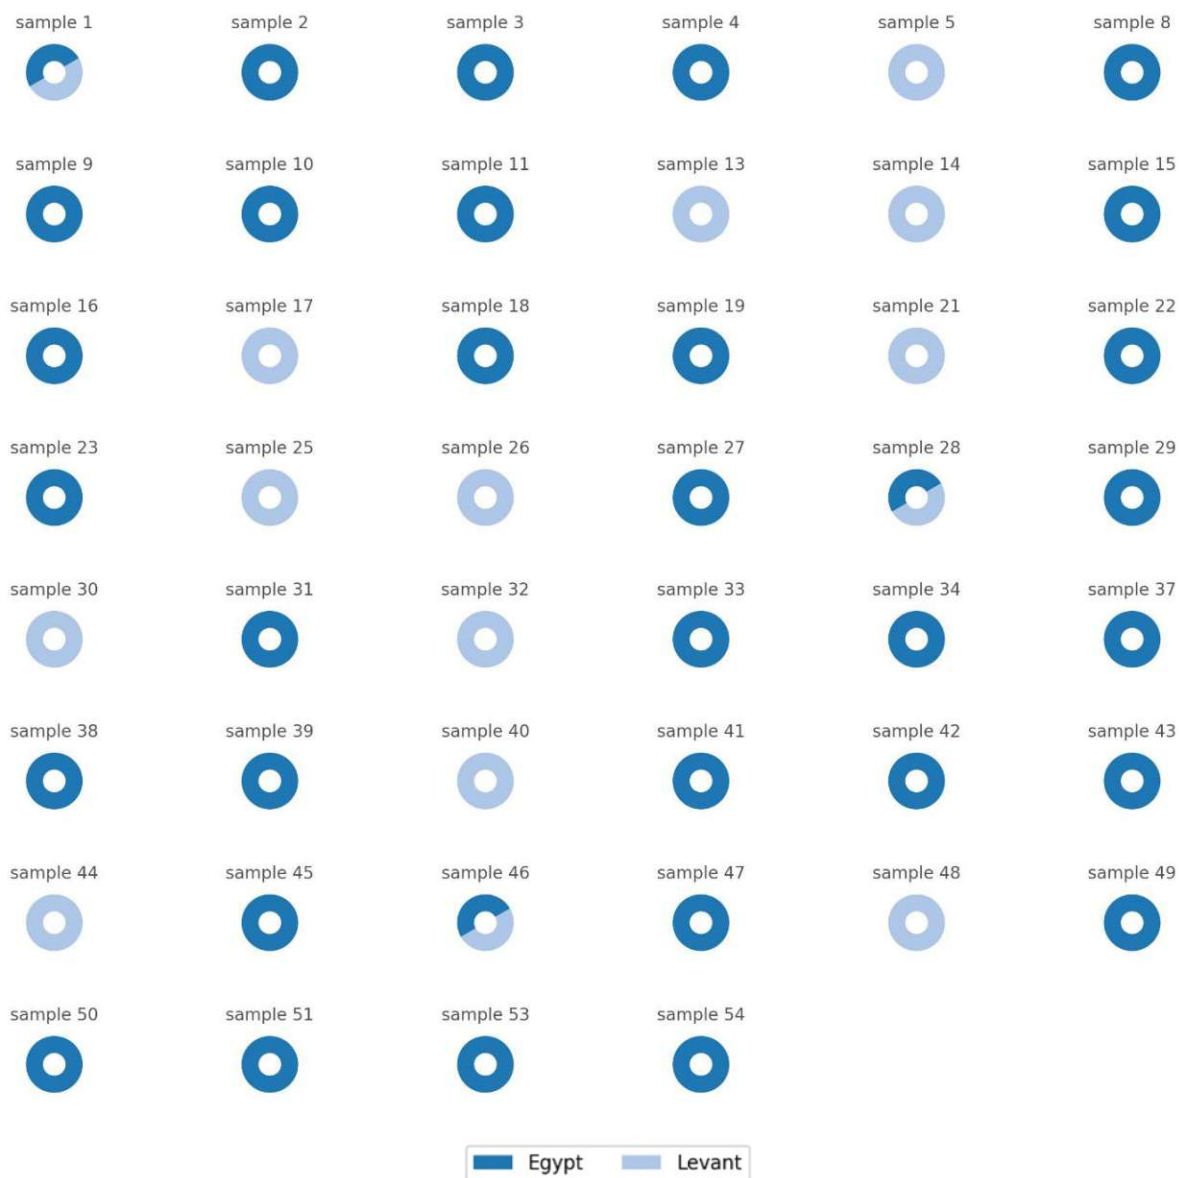 sample 1 sample 2 sample 3 sample 4 sample 5 sample 8
sample 9 sample 10 sample 11 sample 13 sample 14 sample 15
sample 16 sample 17 sample 18 sample 19 sample 21 sample 22
sample 23 sample 25 sample 26 sample 27 sample 28 sample 29
sample 30 sample 31 sample 32 sample 33 sample 34 sample 37
sample 38 sample 39 sample 40 sample 41 sample 42 sample 43
sample 44 sample 45 sample 46 sample 47 sample 48 sample 49
sample 50 sample 51 sample 53 sample 54
Egypt Levant